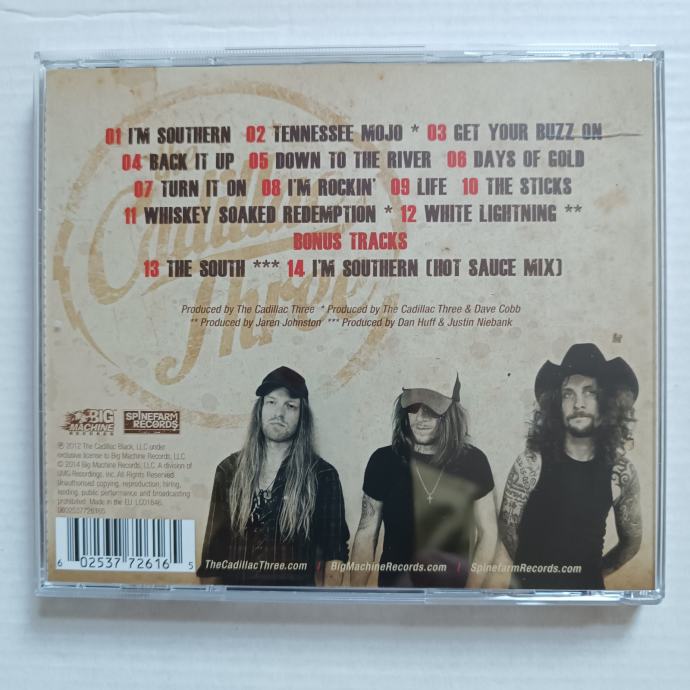 01 I'M SOUTHERN 02 TENNESSEE MOJO * 03 GET YOUR BUZZ ON
04 BACK IT UP 05 DOWN TO THE RIVER 06 DAYS OF GOLD
07 TURN IT ON 08 I'M ROCKIN' 09 LIFE 10 THE STICKS
11 WHISKEY SOAKED REDEMPTION * 12 WHITE LIGHTNING **
BONUS TRACKS
13 THE SOUTH *** 14 I'M SOUTHERN (HOT SAUCE MIX)
The Cadillac Three
Produced by The Cadillac Three * Produced by The Cadillac Three & Dave Cobb
** Produced by Jaren Johnston *** Produced by Dan Huff & Justin Niebank
BIG MACHINE RECORDS
SPINEFARM RECORDS
℗ 2012 The Cadillac Black, LLC under
exclusive license to Big Machine Records, LLC.
© 2014 Big Machine Records, LLC. A division of
UMG Recordings, Inc. All Rights Reserved.
Unauthorised copying, reproduction, hiring,
lending, public performance and broadcasting
prohibited. Made in the EU. LC01846.
0602537726165
6 02537 72616 5
TheCadillacThree.com | BigMachineRecords.com | SpinefarmRecords.com